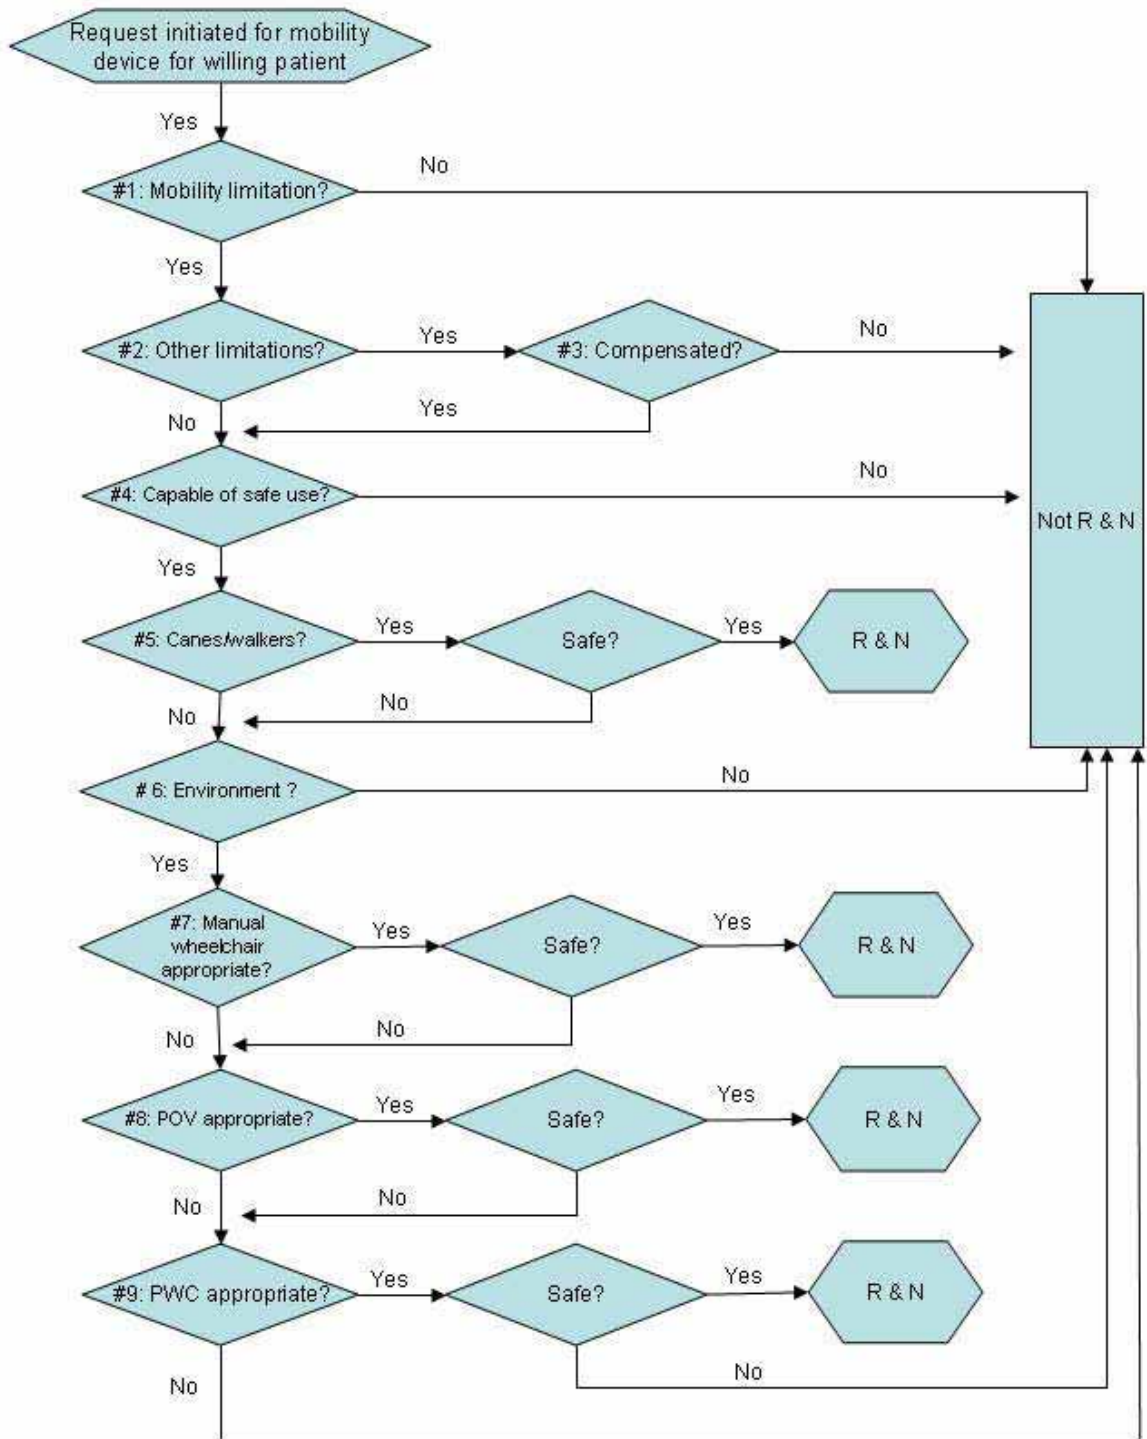 Request initiated for mobility
device for willing patient
Yes
#1: Mobility limitation?
No
Yes
#2: Other limitations?
Yes
#3: Compensated?
No
Yes
No
#4: Capable of safe use?
No
Not R & N
Yes
#5: Canes/walkers?
Yes
Safe?
Yes
R & N
No
No
# 6: Environment ?
No
Yes
#7: Manual
wheelchair
appropriate?
Yes
Safe?
Yes
R & N
No
No
#8: POV appropriate?
Yes
Safe?
Yes
R & N
No
No
#9: PWC appropriate?
Yes
Safe?
Yes
R & N
No
No